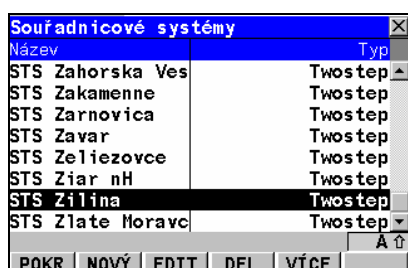 Souřadnicové systémy
Název Typ
STS Zahorska Ves Twostep
STS Zakamenne Twostep
STS Zarnovica Twostep
STS Zavar Twostep
STS Zeliezovce Twostep
STS Ziar nH Twostep
STS Zilina Twostep
STS Zlate Moravc Twostep
A
POKR NOVÝ EDIT DEL VÍCE